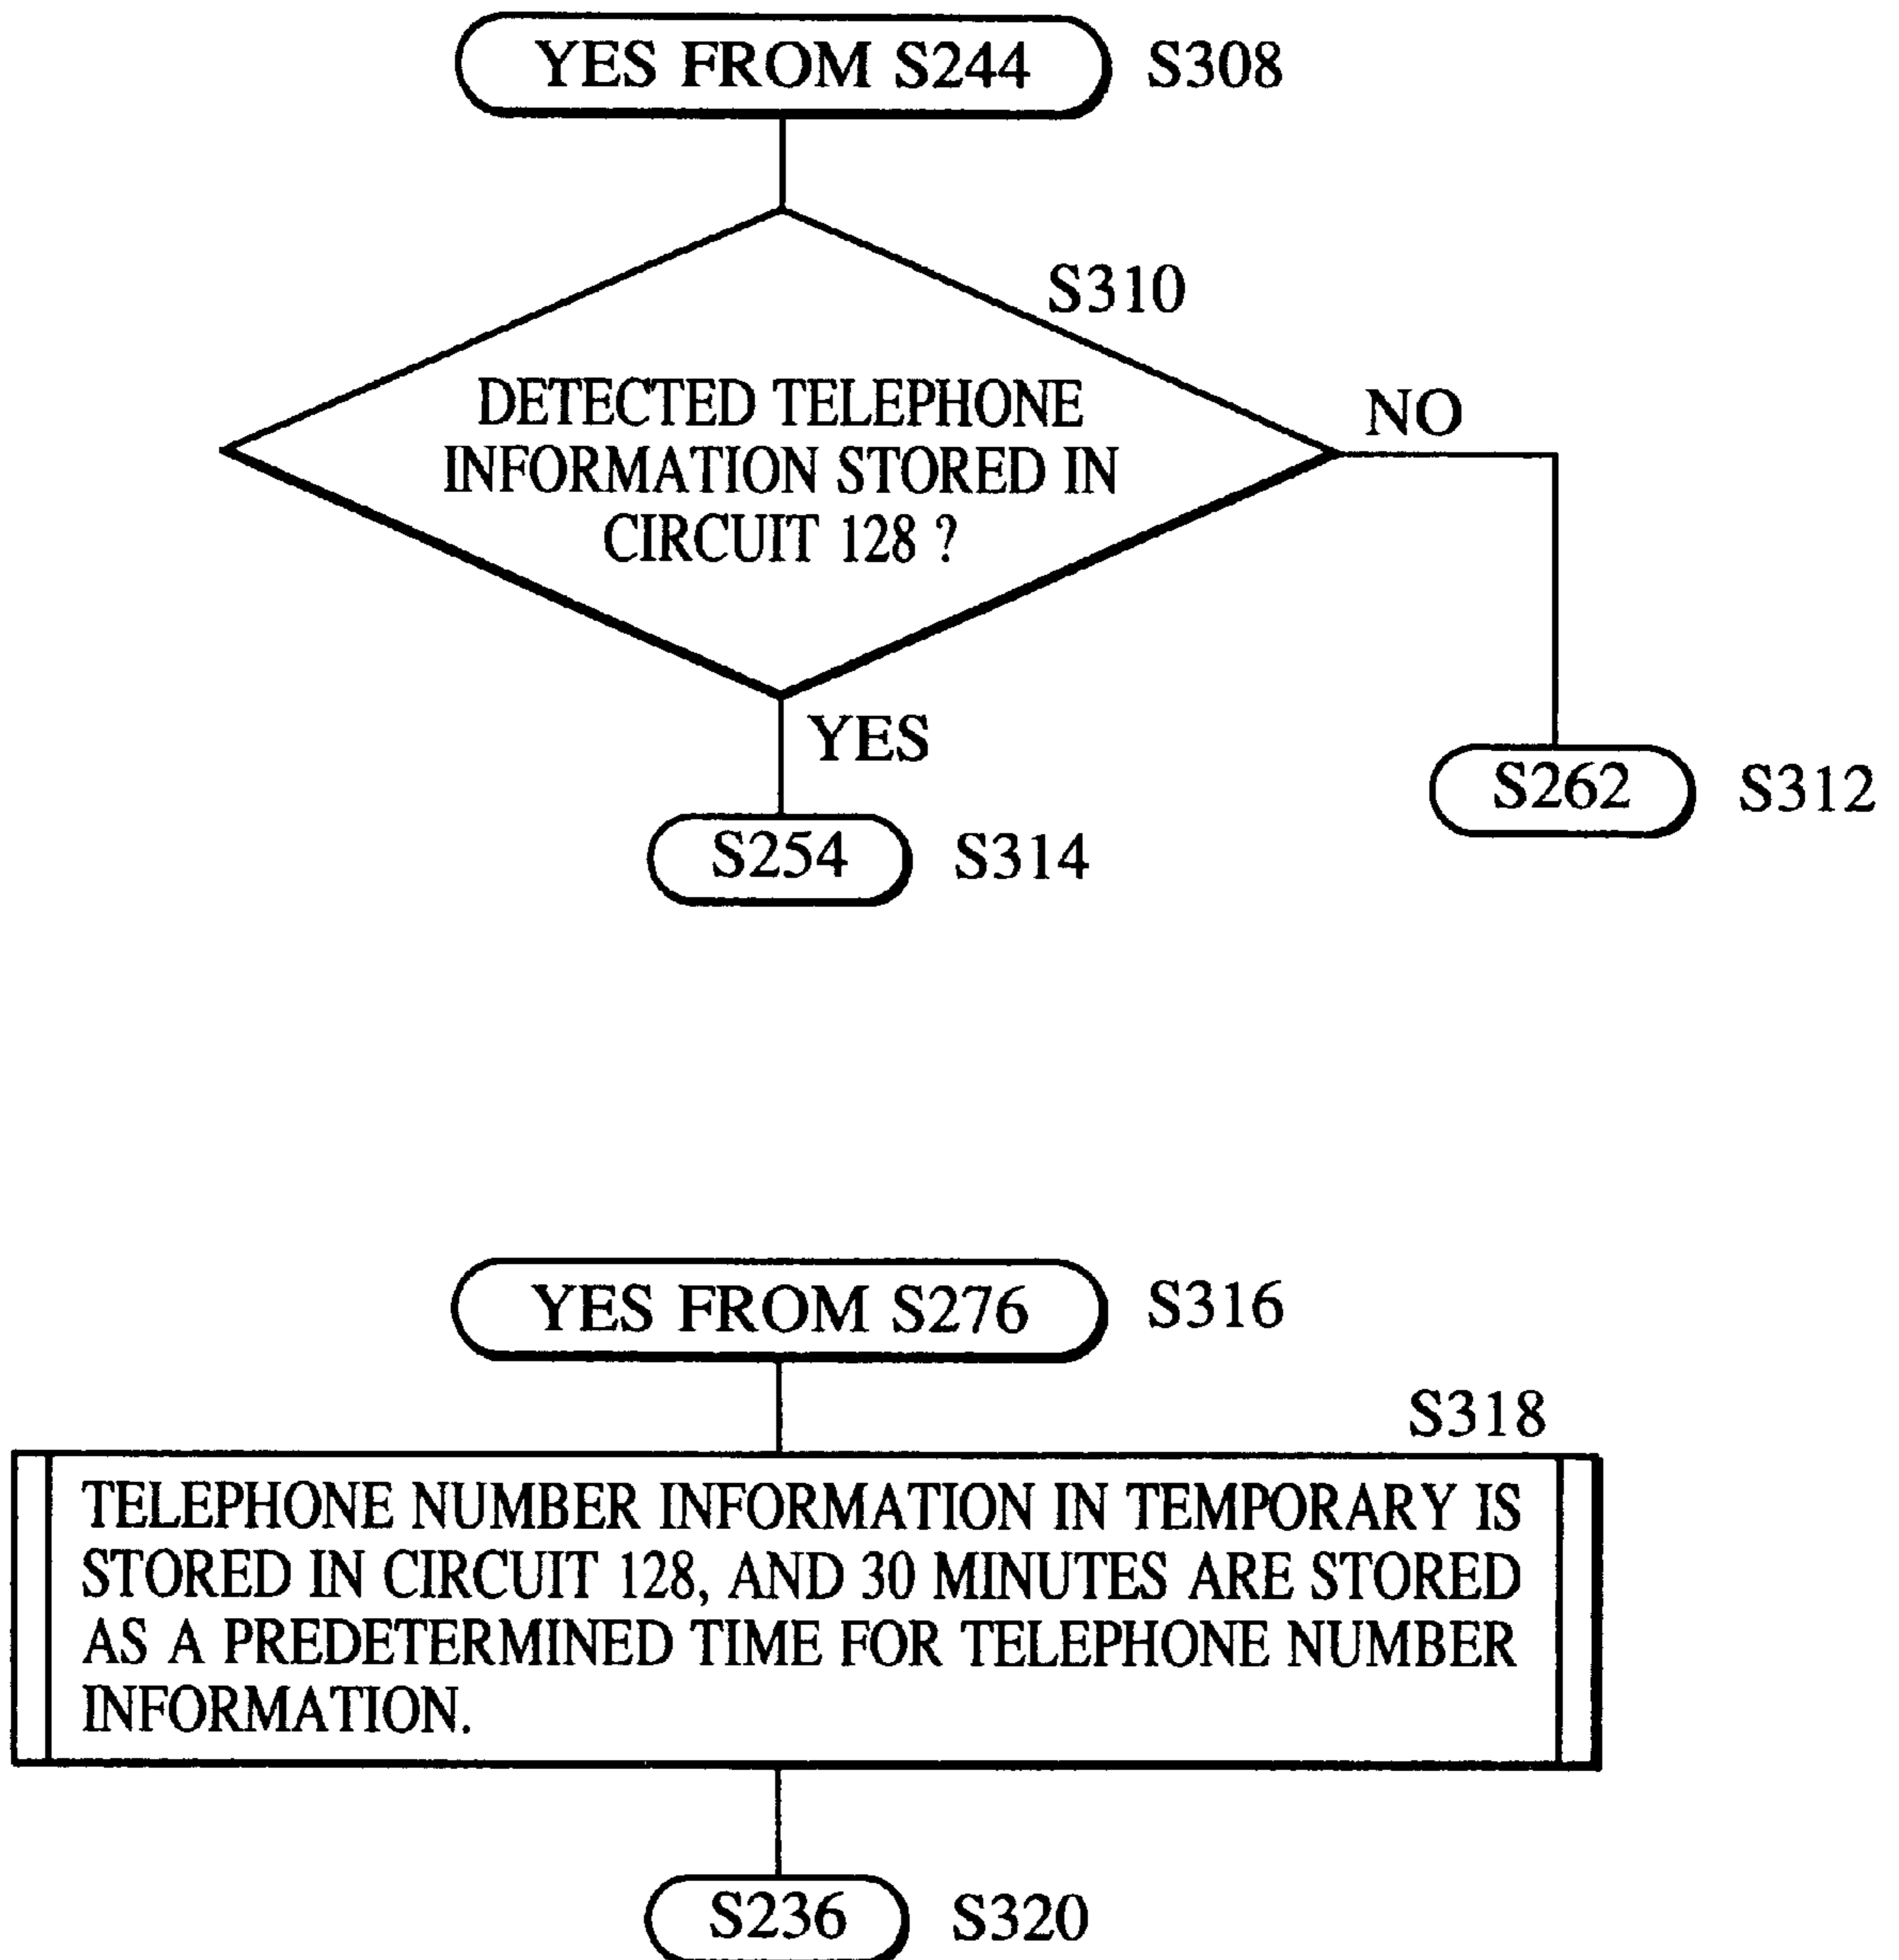 YES FROM S244 S308
S310
DETECTED TELEPHONE
INFORMATION STORED IN
CIRCUIT 128 ?
NO
YES
S262 S312
S254 S314
YES FROM S276 S316
S318
TELEPHONE NUMBER INFORMATION IN TEMPORARY IS
STORED IN CIRCUIT 128, AND 30 MINUTES ARE STORED
AS A PREDETERMINED TIME FOR TELEPHONE NUMBER
INFORMATION.
S236 S320